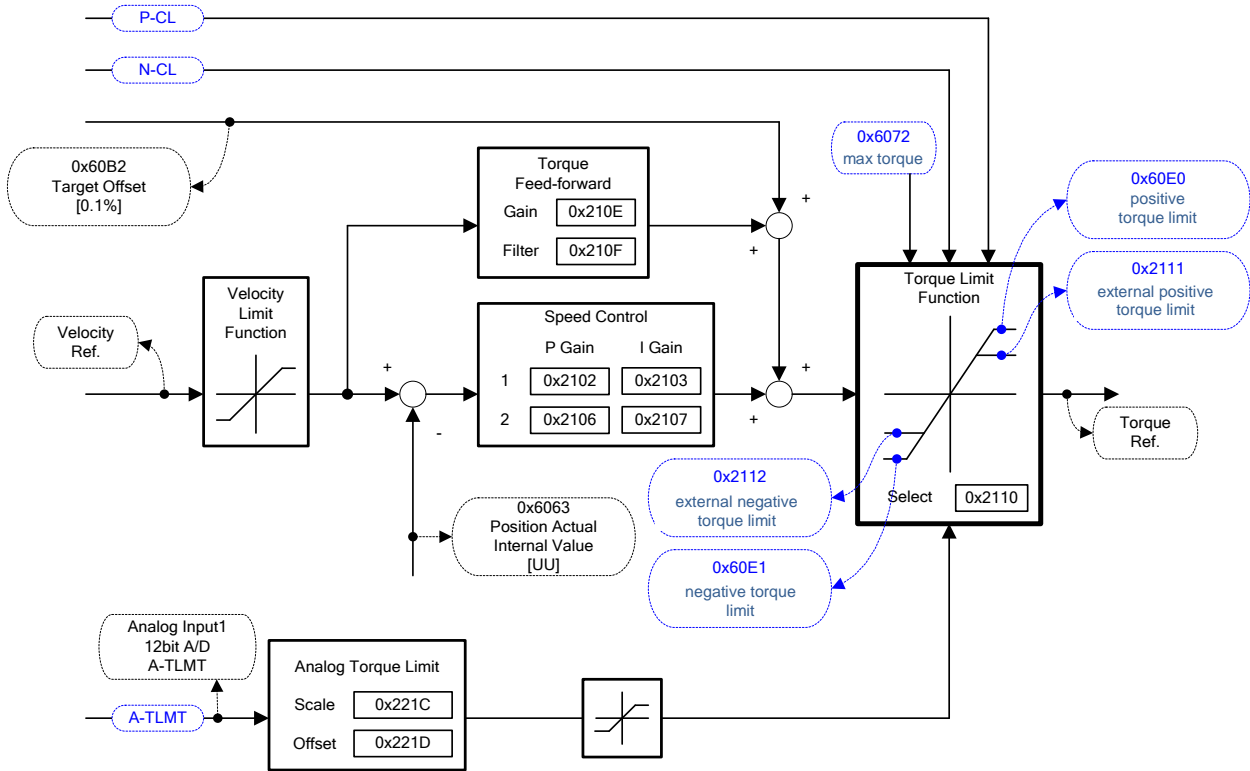 P-CL
N-CL
0x60B2
Target Offset
[0.1%]
Torque
Feed-forward
Gain 0x210E
Filter 0x210F
+
+
0x6072
max torque
0x60E0
positive
torque limit
0x2111
external positive
torque limit
Velocity
Ref.
Velocity
Limit
Function
+
-
Speed Control
P Gain I Gain
1 0x2102 0x2103
2 0x2106 0x2107
+
+
Torque Limit
Function
Select 0x2110
Torque
Ref.
0x2112
external negative
torque limit
0x60E1
negative torque
limit
0x6063
Position Actual
Internal Value
[UU]
Analog Input1
12bit A/D
A-TLMT
A-TLMT
Analog Torque Limit
Scale 0x221C
Offset 0x221D